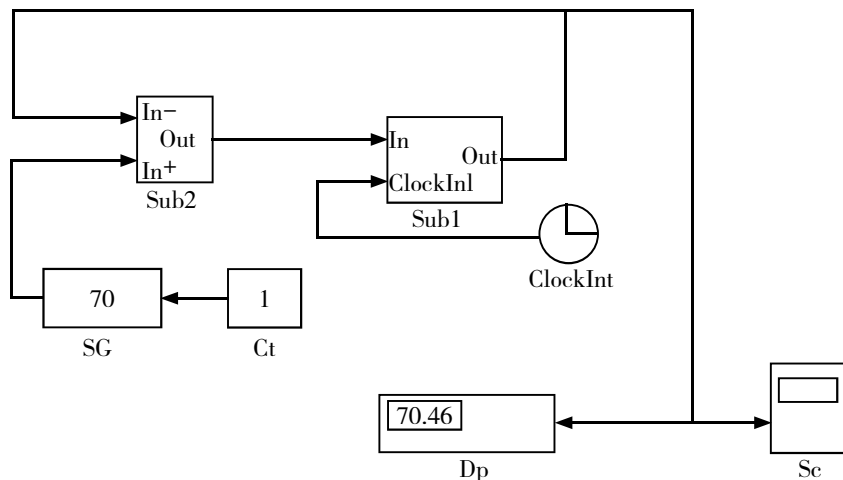 In−
Out
In+
Sub2
In
Out
ClockInl
Sub1
ClockInt
70
SG
1
Ct
70.46
Dp
Sc